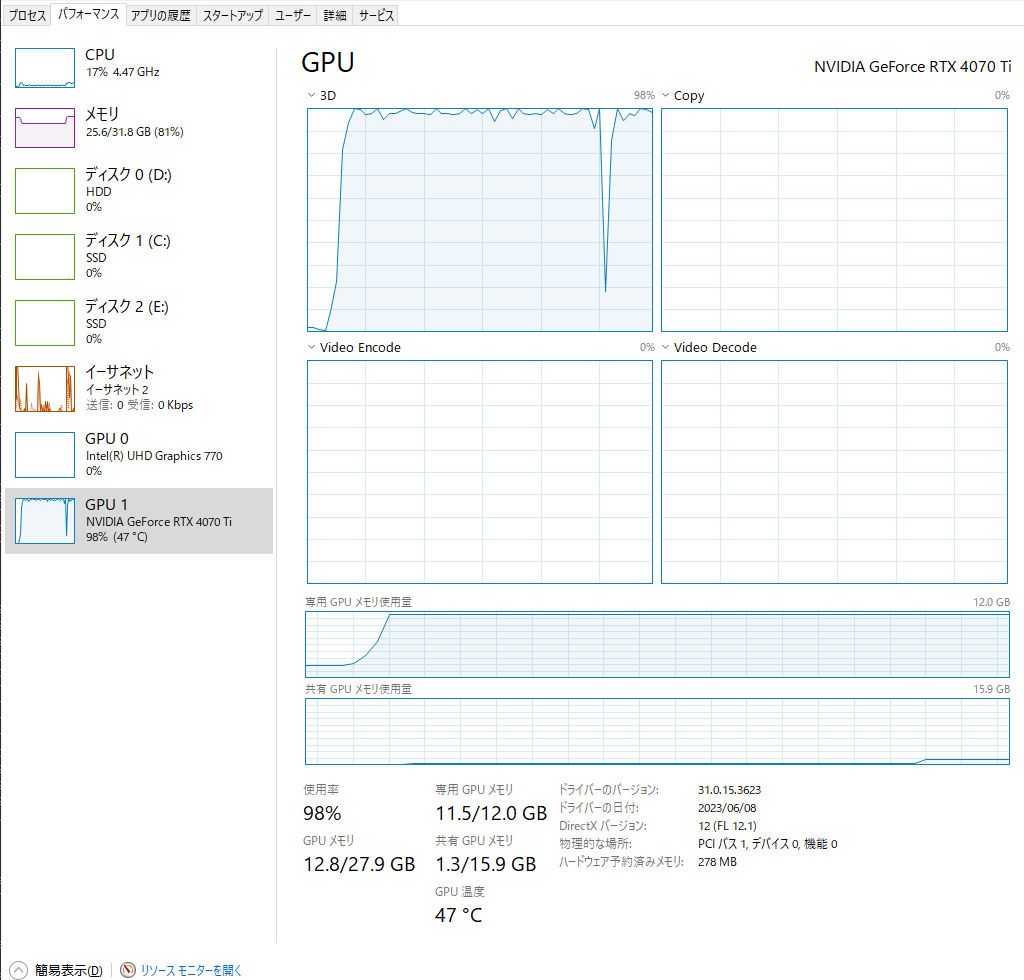 プロセス パフォーマンス アプリの履歴 スタートアップ ユーザー 詳細 サービス
CPU
17% 4.47 GHz
メモリ
25.6/31.8 GB (81%)
ディスク 0 (D:)
HDD
0%
ディスク 1 (C:)
SSD
0%
ディスク 2 (E:)
SSD
0%
イーサネット
イーサネット 2
送信: 0 受信: 0 Kbps
GPU 0
Intel(R) UHD Graphics 770
0%
GPU 1
NVIDIA GeForce RTX 4070 Ti
98% (47 °C)
GPU
NVIDIA GeForce RTX 4070 Ti
3D 98%
Copy 0%
Video Encode 0%
Video Decode 0%
専用 GPU メモリ使用量 12.0 GB
共有 GPU メモリ使用量 15.9 GB
使用率
98%
GPU メモリ
12.8/27.9 GB
専用 GPU メモリ
11.5/12.0 GB
共有 GPU メモリ
1.3/15.9 GB
GPU 温度
47 °C
ドライバーのバージョン: 31.0.15.3623
ドライバーの日付: 2023/06/08
DirectX バージョン: 12 (FL 12.1)
物理的な場所: PCI バス 1, デバイス 0, 機能 0
ハードウェア予約済みメモリ: 278 MB
簡易表示(D) リソース モニターを開く